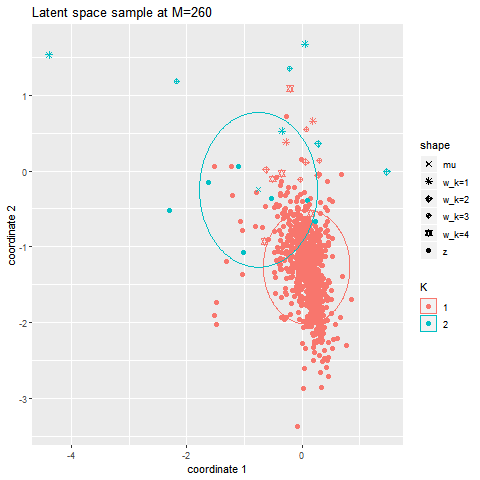 Latent space sample at M=260
coordinate 2
1
0
-1
-2
-3
-4
-2
0
coordinate 1
shape
mu
w_k=1
w_k=2
w_k=3
w_k=4
z
K
1
2